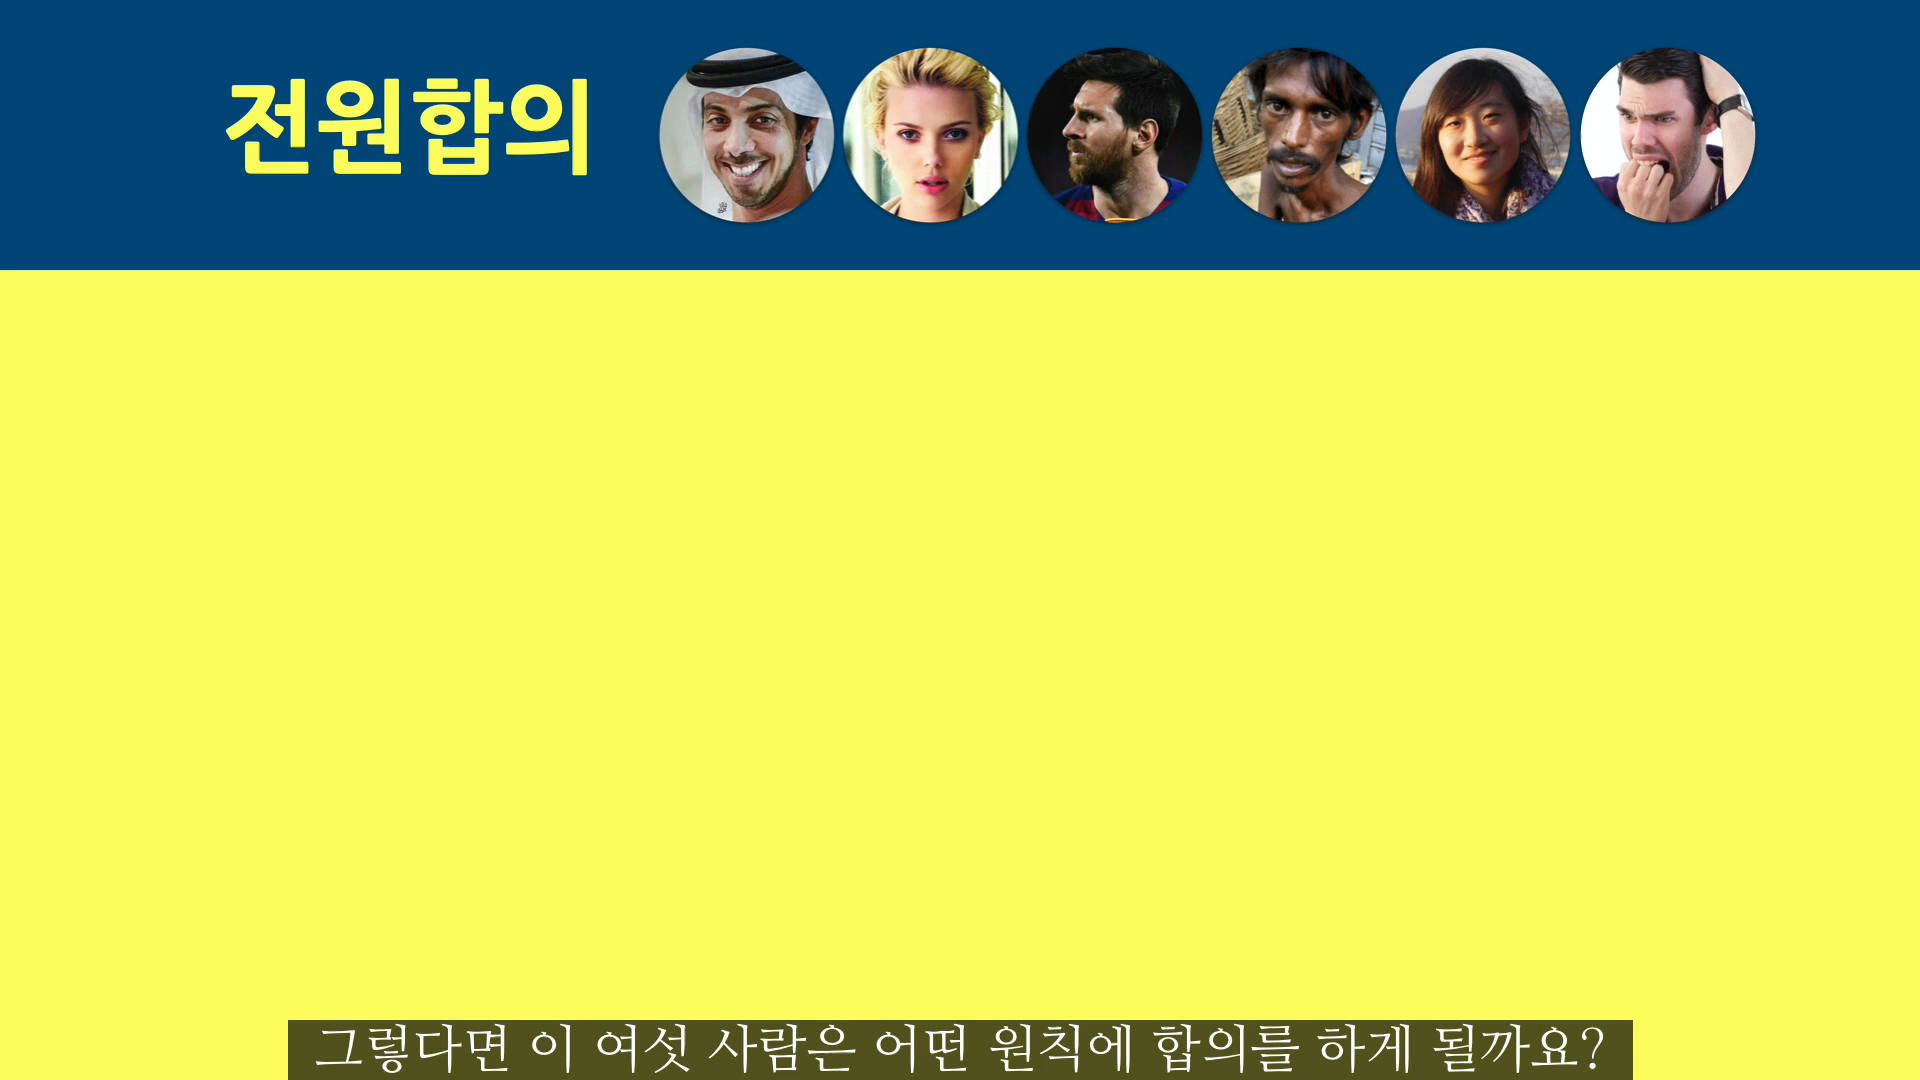 전원합의
그렇다면 이 여섯 사람은 어떤 원칙에 합의를 하게 될까요?